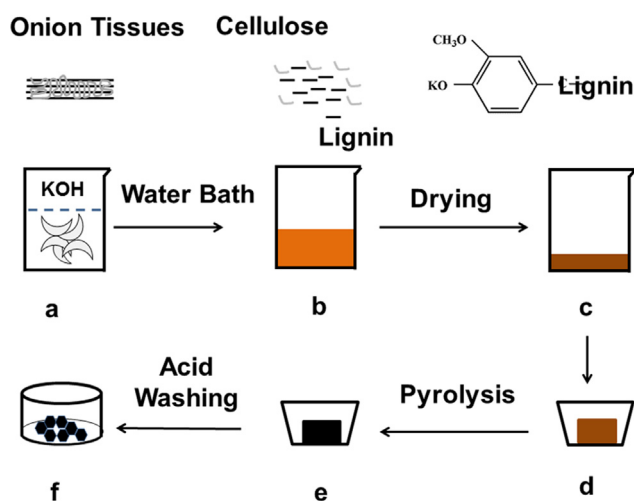 Onion Tissues
Cellulose
Lignin
CH₃O
KO
C
Lignin
KOH
Water Bath
Drying
a
b
c
Acid
Washing
Pyrolysis
f
e
d